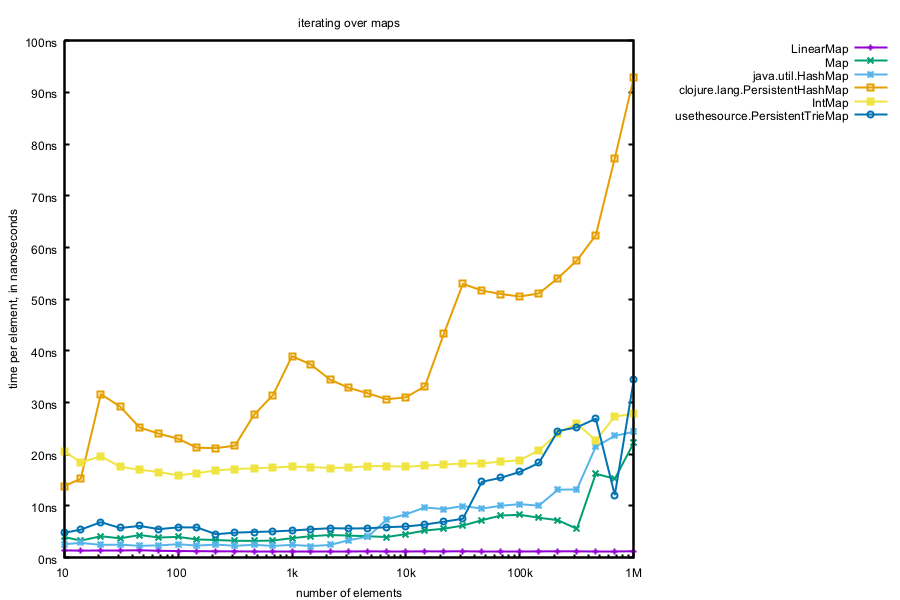 iterating over maps
100ns
90ns
80ns
70ns
60ns
50ns
40ns
30ns
20ns
10ns
0ns
time per element, in nanoseconds
10
100
1k
10k
100k
1M
number of elements
LinearMap
Map
java.util.HashMap
clojure.lang.PersistentHashMap
IntMap
usethesource.PersistentTrieMap